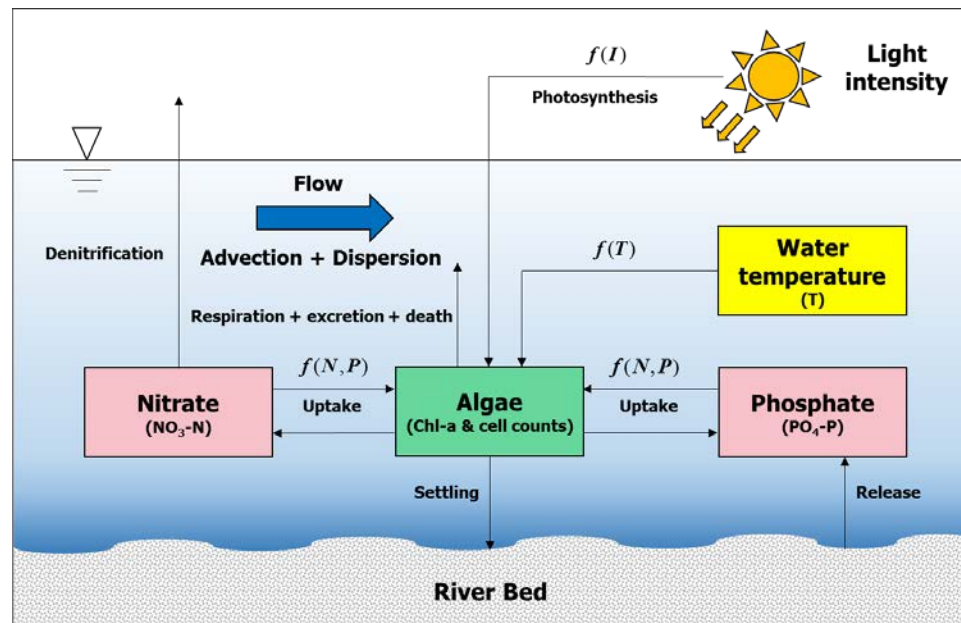 f(I)
Photosynthesis
Light
intensity
Flow
Denitrification
Advection + Dispersion
f(T)
Water
temperature
(T)
Respiration + excretion + death
f(N, P)
Uptake
f(N, P)
Uptake
Nitrate
(NO₃-N)
Algae
(Chl-a & cell counts)
Phosphate
(PO₄-P)
Settling
Release
River Bed